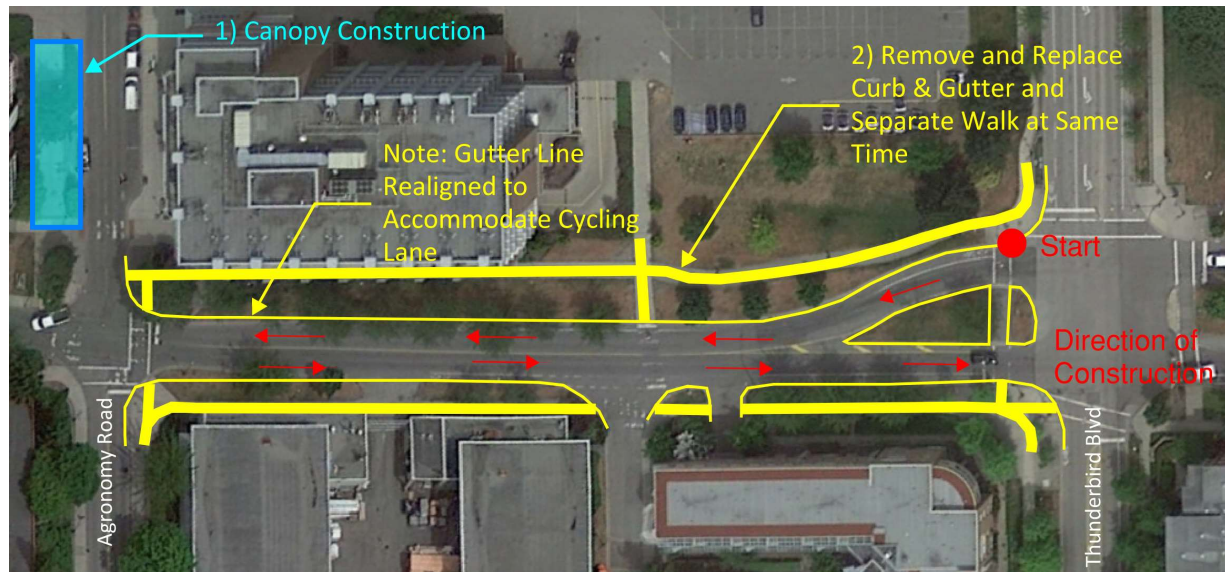 1) Canopy Construction
2) Remove and Replace
Curb & Gutter and
Separate Walk at Same
Time
Note: Gutter Line
Realigned to
Accommodate Cycling
Lane
Start
Direction of
Construction
Agronomy Road
Thunderbird Blvd